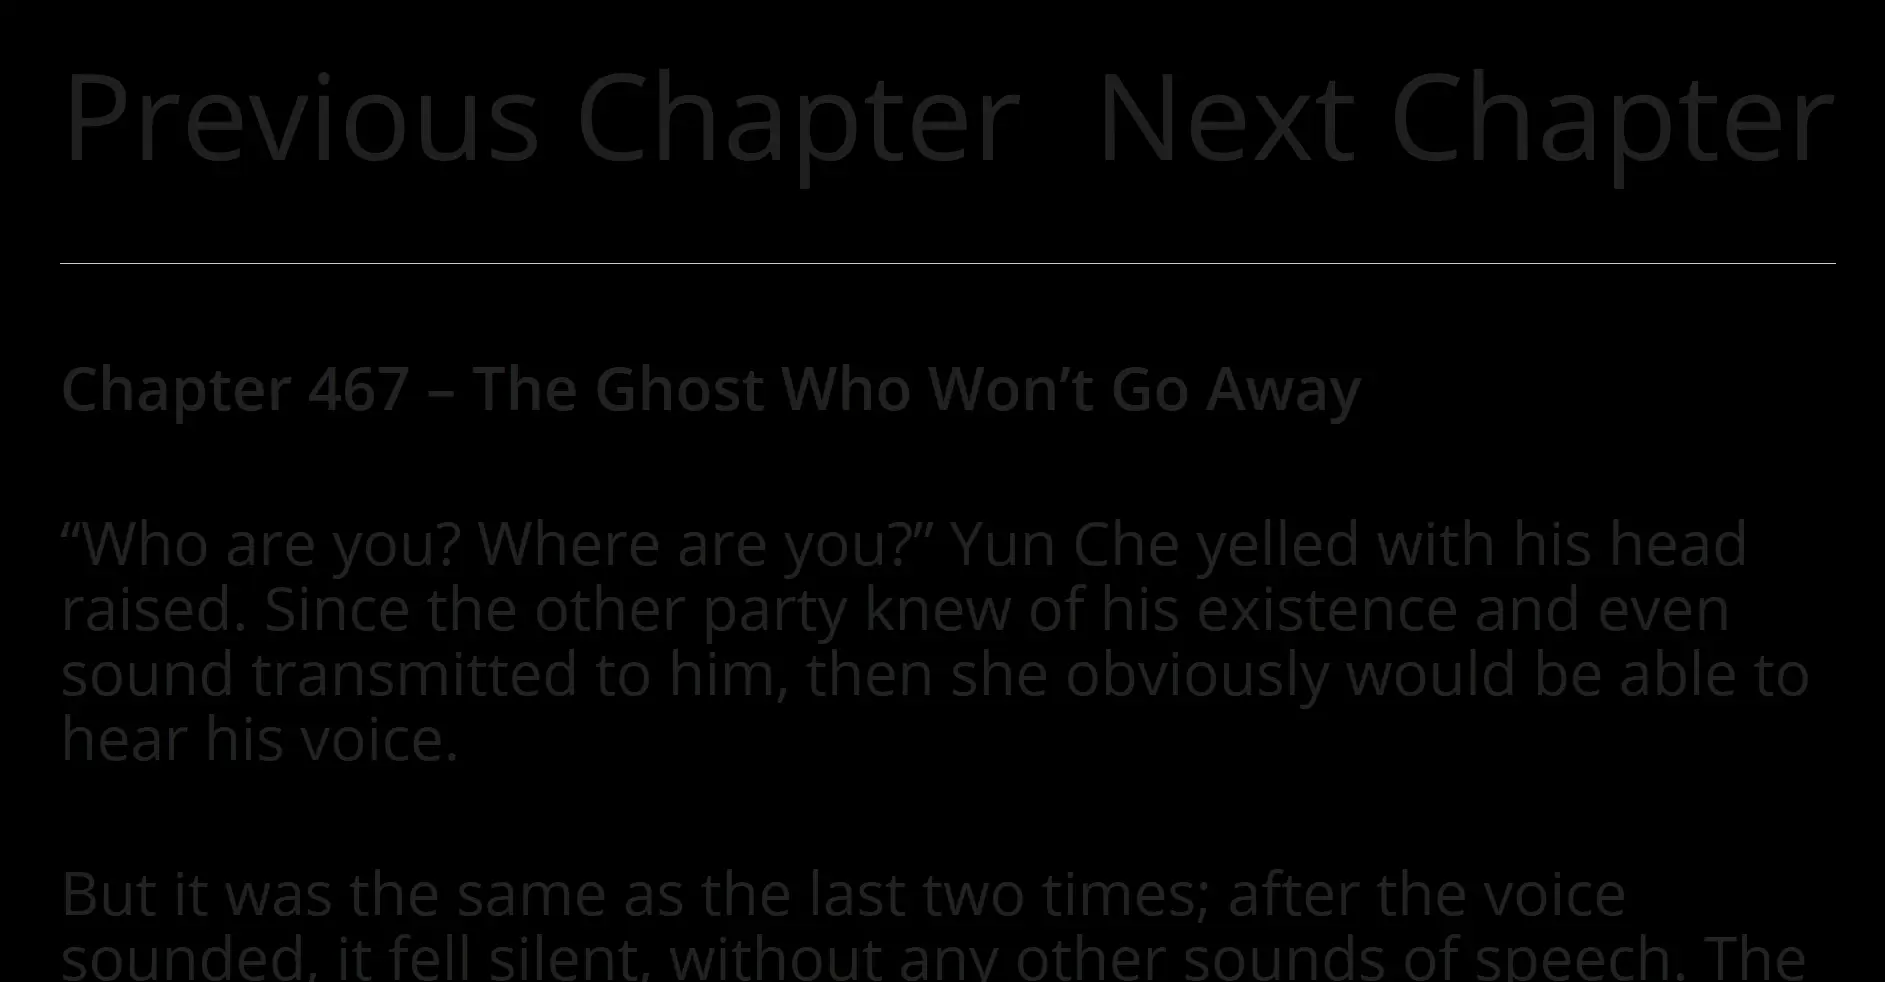 Previous Chapter Next Chapter
Chapter 467 – The Ghost Who Won’t Go Away
“Who are you? Where are you?” Yun Che yelled with his head
raised. Since the other party knew of his existence and even
sound transmitted to him, then she obviously would be able to
hear his voice.
But it was the same as the last two times; after the voice
sounded, it fell silent, without any other sounds of speech. The